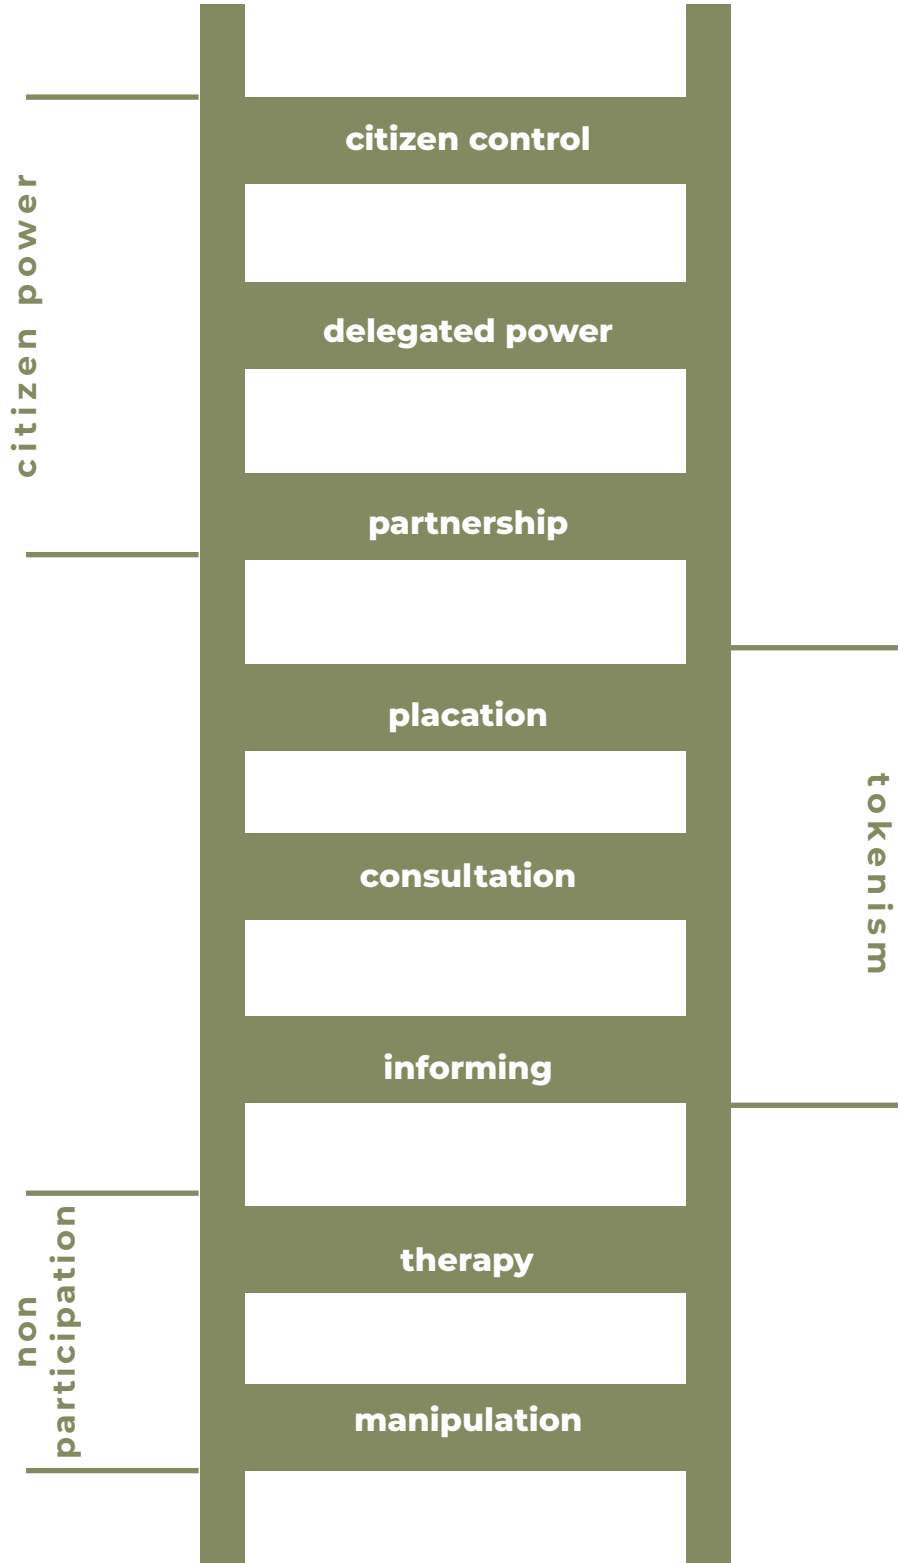 citizen control
citizen power
delegated power
partnership
placation
tokenism
consultation
informing
therapy
non
participation
manipulation